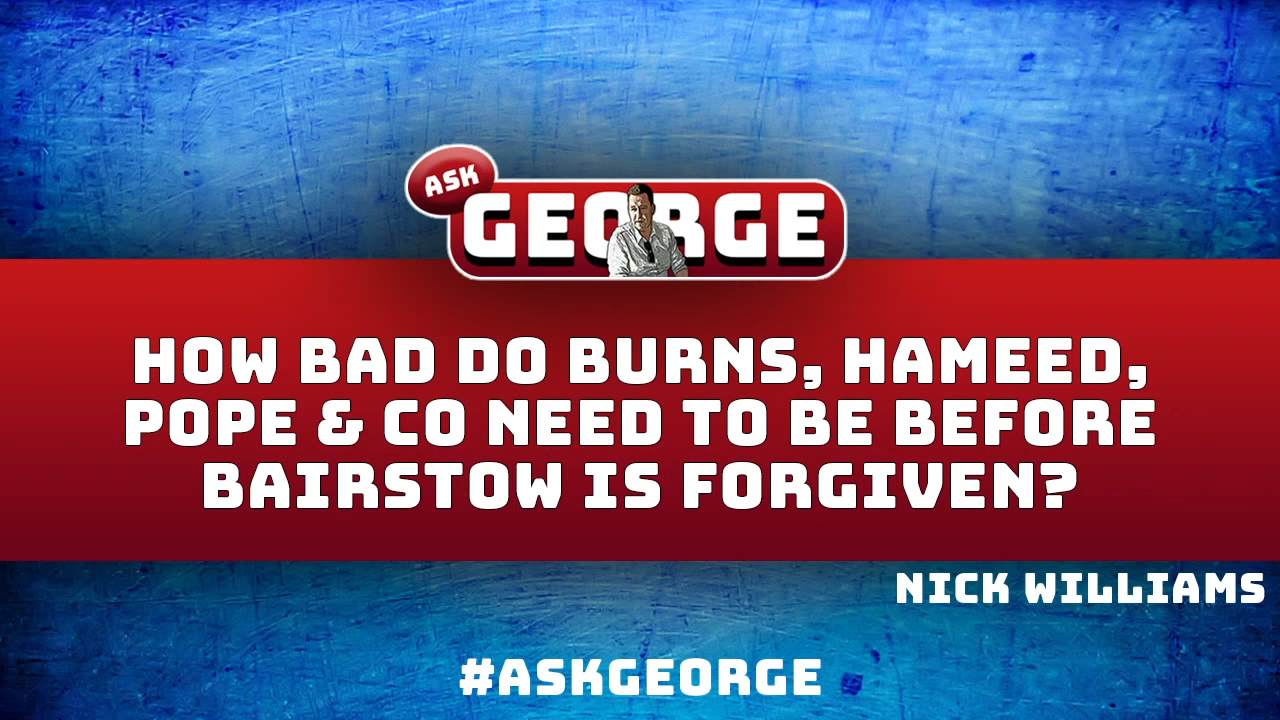 ASK
GEORGE
HOW BAD DO BURNS, HAMEED,
POPE & CO NEED TO BE BEFORE
BAIRSTOW IS FORGIVEN?
NICK WILLIAMS
#ASKGEORGE